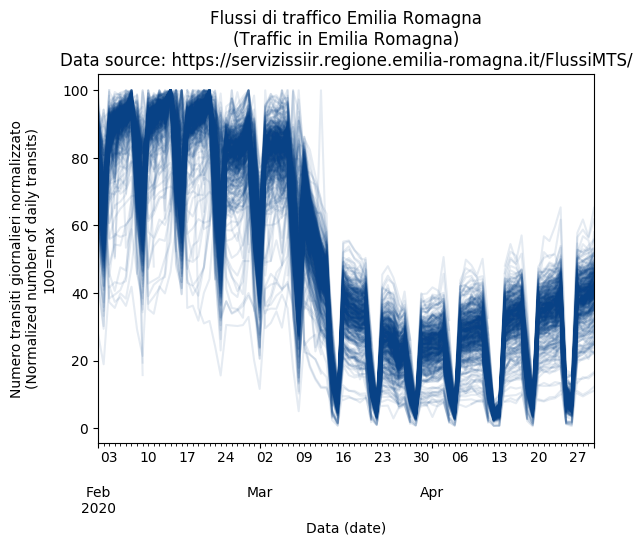 Flussi di traffico Emilia Romagna
(Traffic in Emilia Romagna)
Data source: https://servizissiir.regione.emilia-romagna.it/FlussiMTS/
Numero transiti giornalieri normalizzato
(Normalized number of daily transits)
100=max
100
80
60
40
20
0
03 10 17 24 02 09 16 23 30 06 13 20 27
Feb Mar Apr
2020
Data (date)